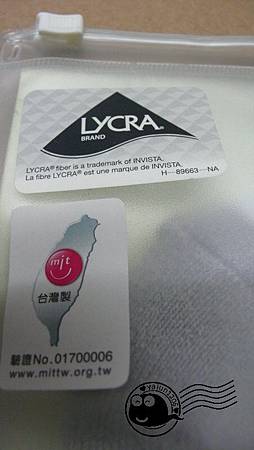 LYCRA®
BRAND
LYCRA® fiber is a trademark of INVISTA.
La fibre LYCRA® est une marque de INVISTA.
H—89663—NA
mit
台灣製
驗證No.01700006
www.mittw.org.tw